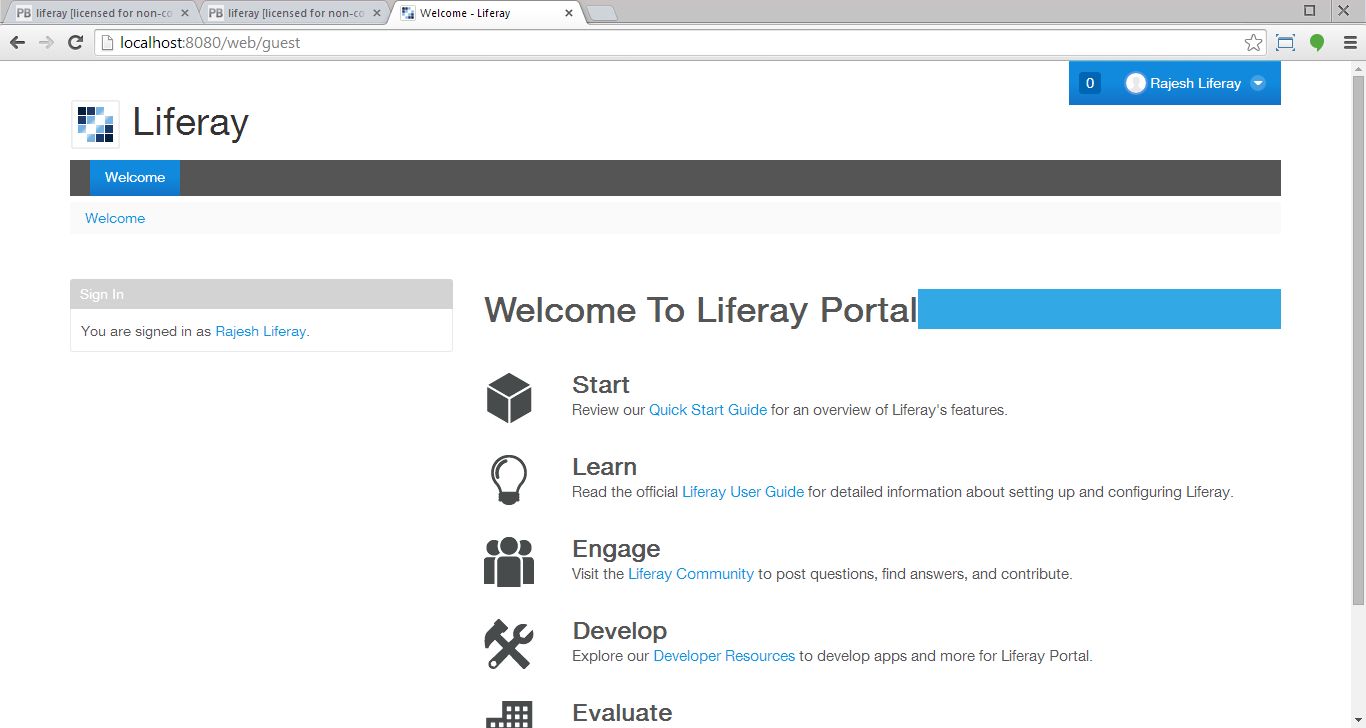 PB liferay [licensed for non-co
PB liferay [licensed for non-co
Welcome - Liferay
localhost:8080/web/guest
0 Rajesh Liferay
Liferay
Welcome
Welcome
Sign In
You are signed in as Rajesh Liferay.
Welcome To Liferay Portal
Start
Review our Quick Start Guide for an overview of Liferay's features.
Learn
Read the official Liferay User Guide for detailed information about setting up and configuring Liferay.
Engage
Visit the Liferay Community to post questions, find answers, and contribute.
Develop
Explore our Developer Resources to develop apps and more for Liferay Portal.
Evaluate